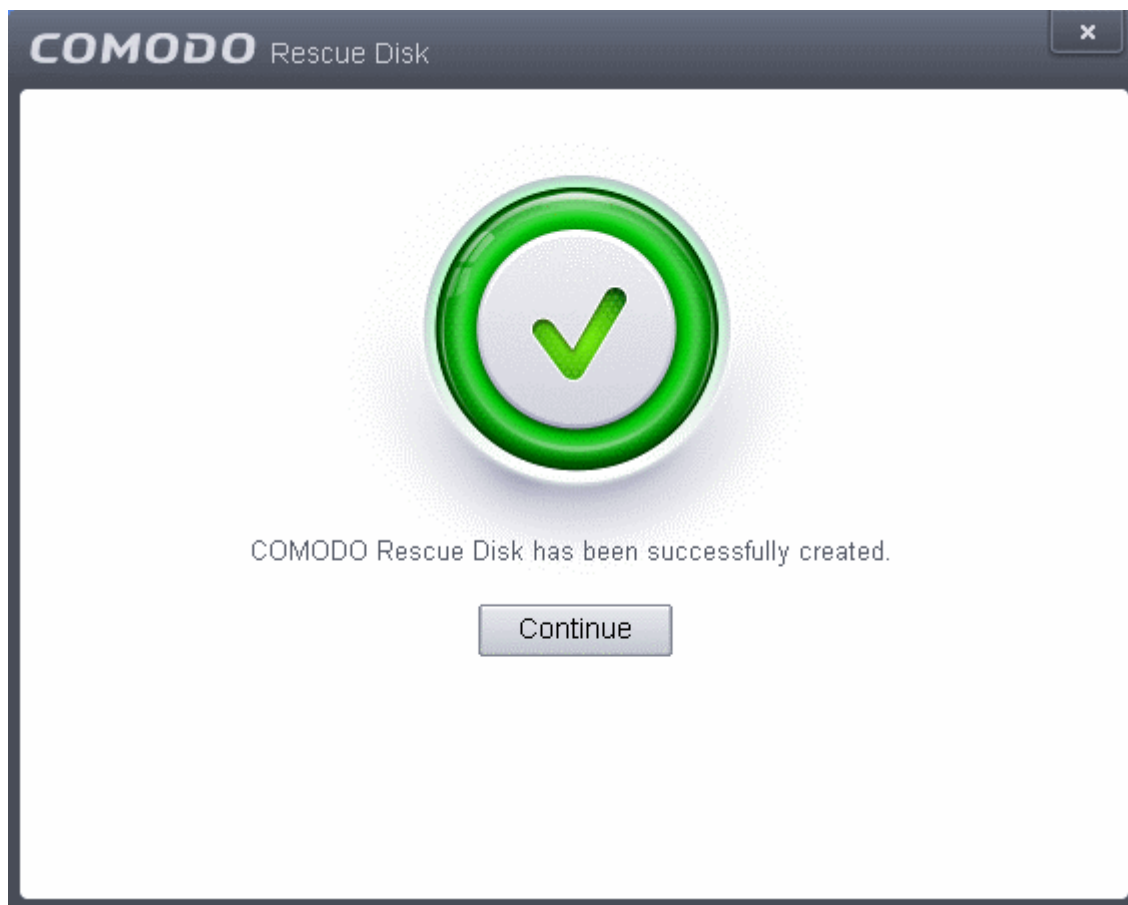 COMODO Rescue Disk
COMODO Rescue Disk has been successfully created.
Continue